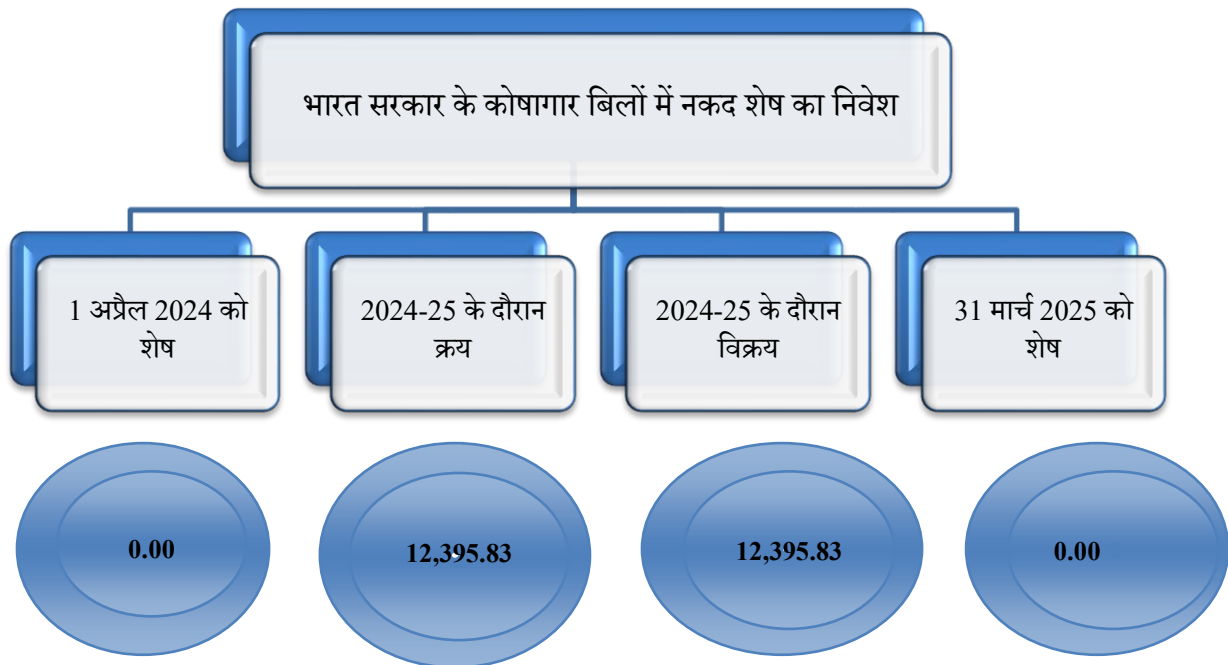 भारत सरकार के कोषागार बिलों में नकद शेष का निवेश
1 अप्रैल 2024 को
शेष
2024-25 के दौरान
क्रय
2024-25 के दौरान
विक्रय
31 मार्च 2025 को
शेष
0.00
12,395.83
12,395.83
0.00